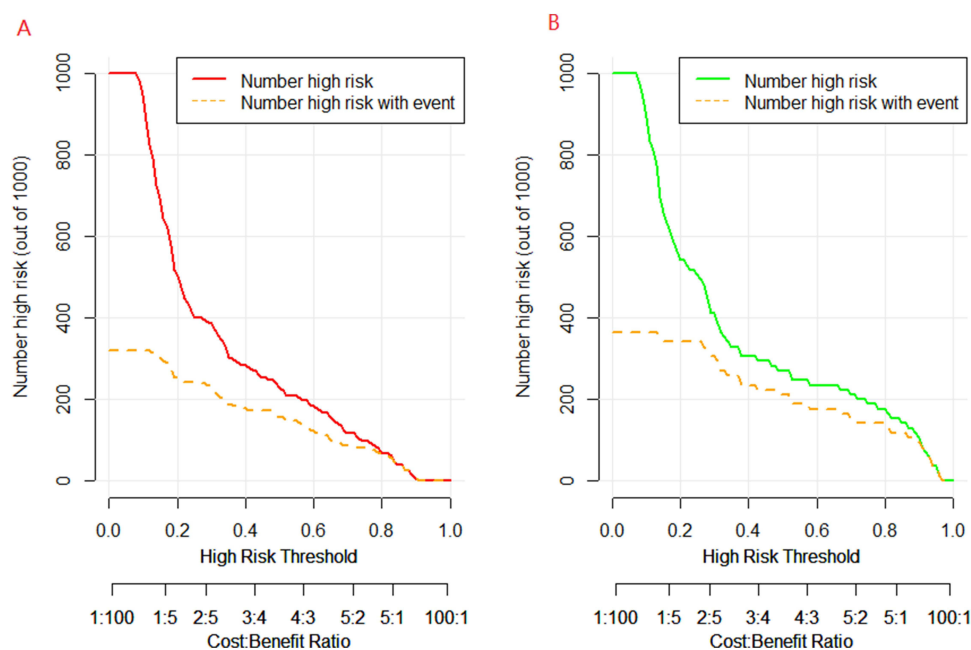 A
Number high risk (out of 1000)
1000
800
600
400
200
0
Number high risk
Number high risk with event
0.0 0.2 0.4 0.6 0.8 1.0
High Risk Threshold
1:100 1:5 2:5 3:4 4:3 5:2 5:1 100:1
Cost:Benefit Ratio
B
Number high risk (out of 1000)
1000
800
600
400
200
0
Number high risk
Number high risk with event
0.0 0.2 0.4 0.6 0.8 1.0
High Risk Threshold
1:100 1:5 2:5 3:4 4:3 5:2 5:1 100:1
Cost:Benefit Ratio